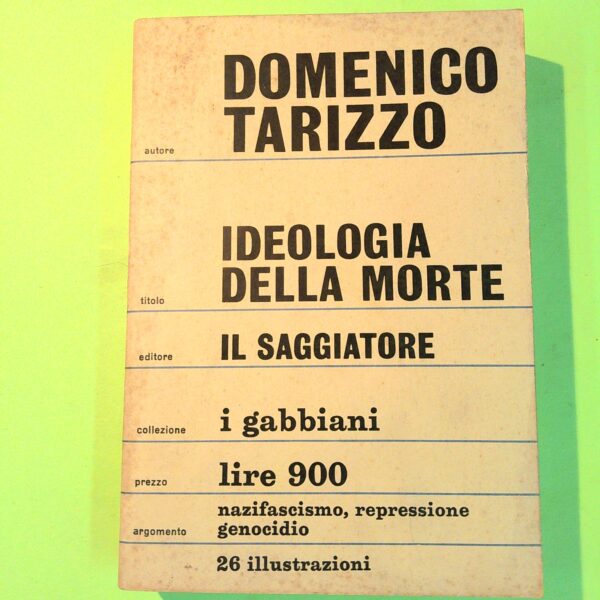 DOMENICO
autore TARIZZO
IDEOLOGIA
titolo DELLA MORTE
editore IL SAGGIATORE
collezione i gabbiani
prezzo lire 900
nazifascismo, repressione
argomento genocidio
26 illustrazioni